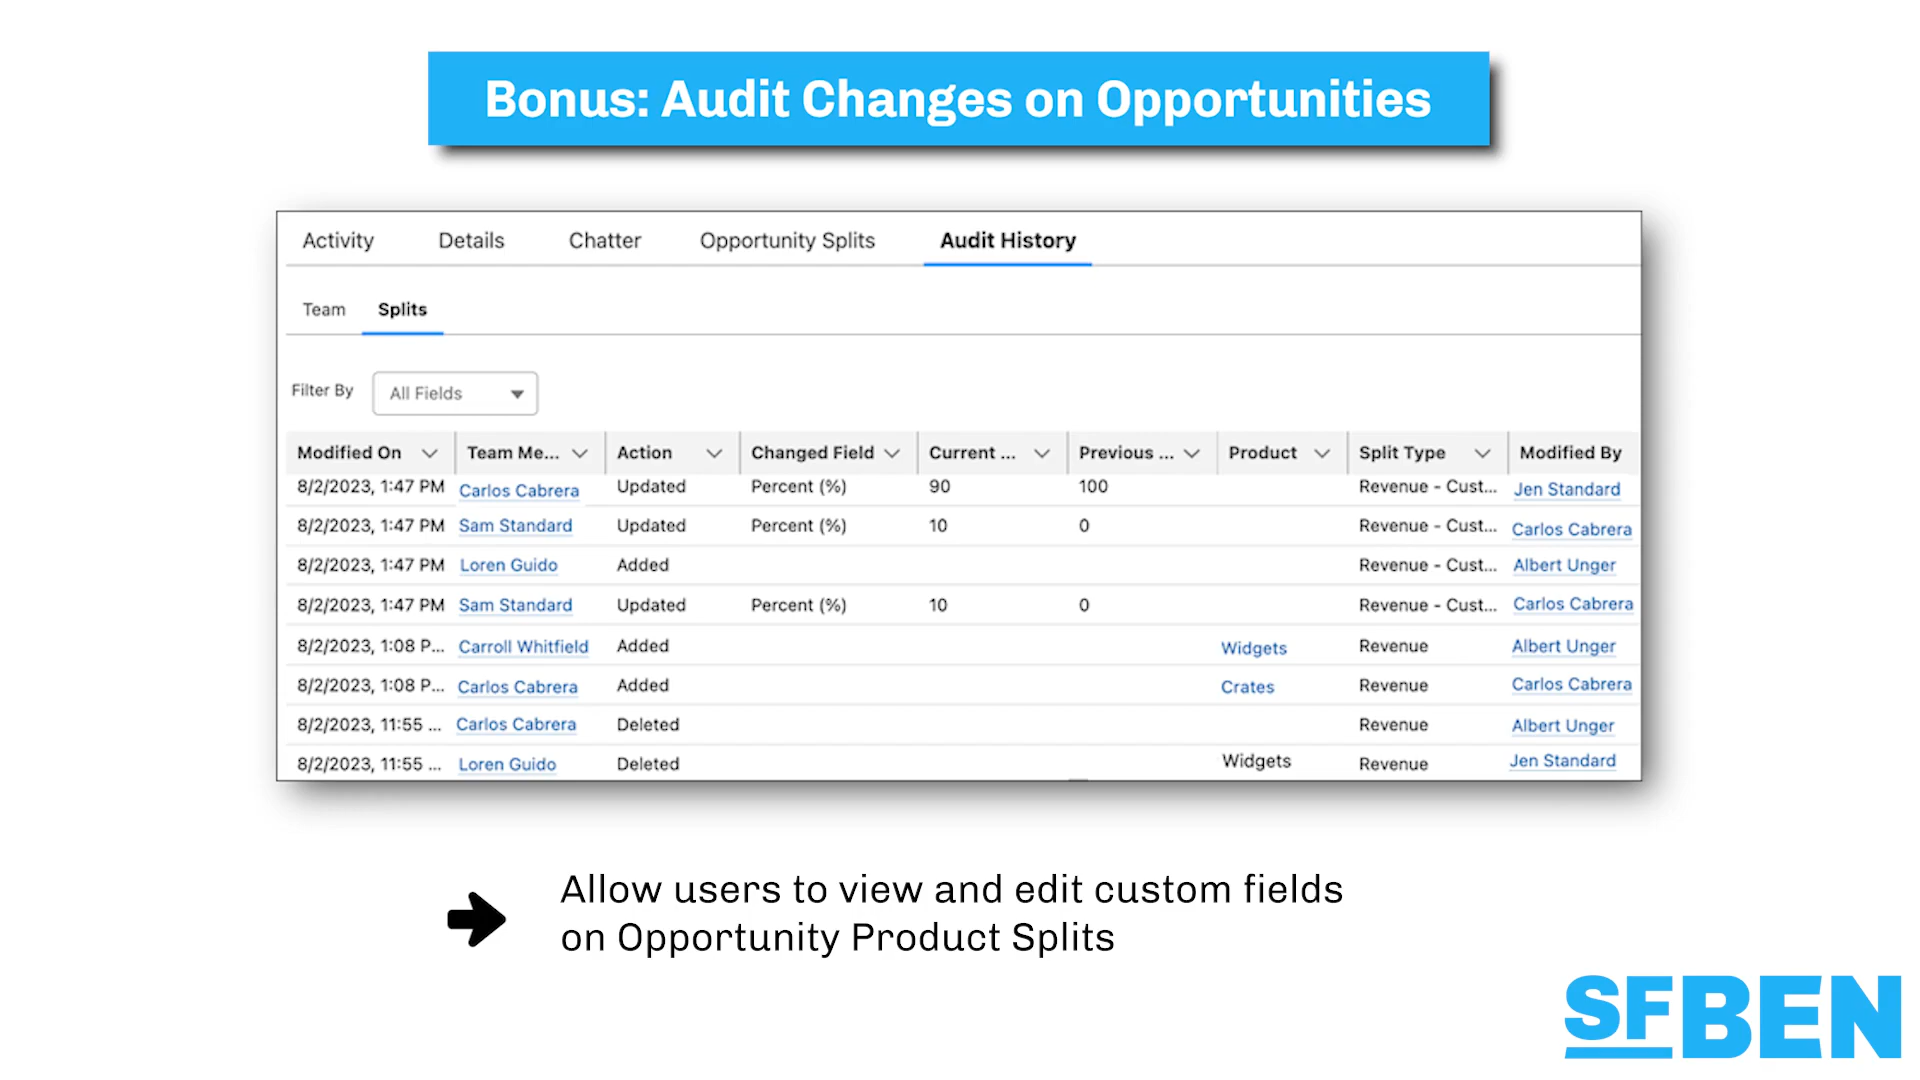 Bonus: Audit Changes on Opportunities
Activity Details Chatter Opportunity Splits Audit History
Team Splits
Filter By All Fields
Modified On Team Me... Action Changed Field Current ... Previous ... Product Split Type Modified By
8/2/2023, 1:47 PM Carlos Cabrera Updated Percent (%) 90 100 Revenue - Cust... Jen Standard
8/2/2023, 1:47 PM Sam Standard Updated Percent (%) 10 0 Revenue - Cust... Carlos Cabrera
8/2/2023, 1:47 PM Loren Guido Added Revenue - Cust... Albert Unger
8/2/2023, 1:47 PM Sam Standard Updated Percent (%) 10 0 Revenue - Cust... Carlos Cabrera
8/2/2023, 1:08 P... Carroll Whitfield Added Widgets Revenue Albert Unger
8/2/2023, 1:08 P... Carlos Cabrera Added Crates Revenue Carlos Cabrera
8/2/2023, 11:55 ... Carlos Cabrera Deleted Revenue Albert Unger
8/2/2023, 11:55 ... Loren Guido Deleted Widgets Revenue Jen Standard
Allow users to view and edit custom fields
on Opportunity Product Splits
SFBEN